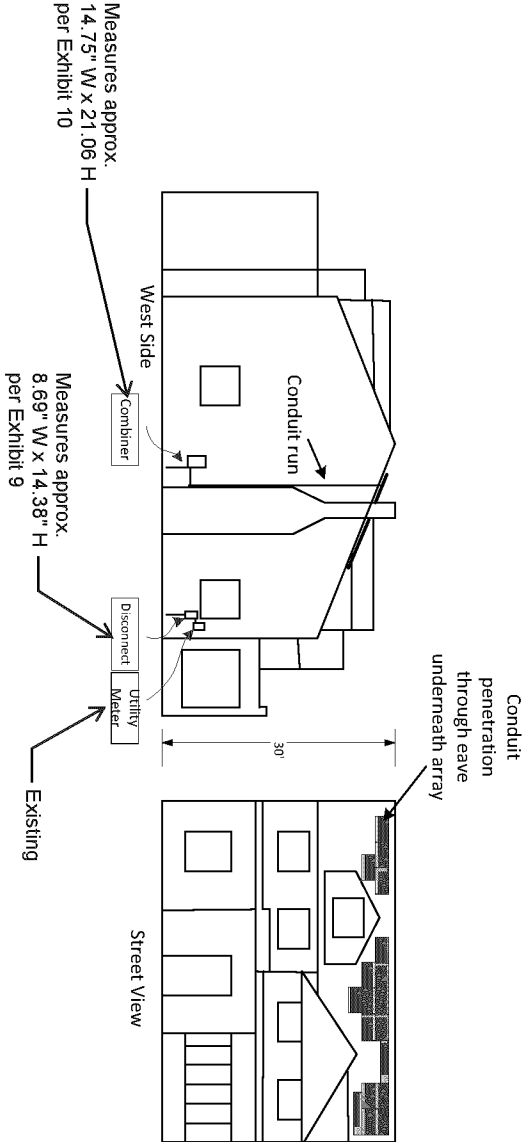 Conduit
penetration
through eave
underneath array
Conduit run
30'
West Side
Street View
Combiner
Disconnect
Utility
Meter
Measures approx.
14.75" W x 21.06 H
per Exhibit 10
Measures approx.
8.69" W x 14.38" H
per Exhibit 9
Existing